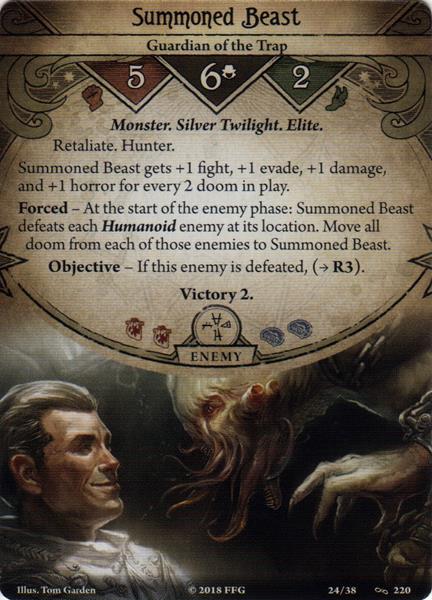 Summoned Beast
Guardian of the Trap
5 6 2
Monster. Silver Twilight. Elite.
Retaliate. Hunter.
Summoned Beast gets +1 fight, +1 evade, +1 damage,
and +1 horror for every 2 doom in play.
Forced – At the start of the enemy phase: Summoned Beast
defeats each Humanoid enemy at its location. Move all
doom from each of those enemies to Summoned Beast.
Objective – If this enemy is defeated, (→ R3).
Victory 2.
ENEMY
Illus. Tom Garden © 2018 FFG 24/38 220